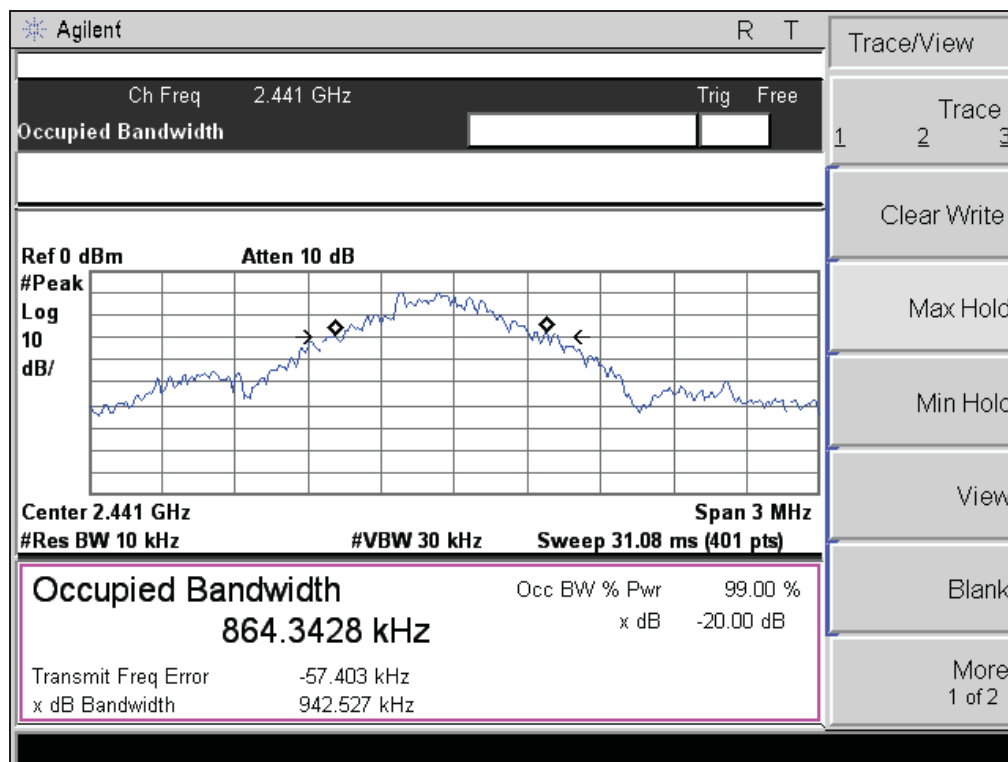 Agilent R T
Ch Freq 2.441 GHz Trig Free
Occupied Bandwidth
Ref 0 dBm Atten 10 dB
#Peak
Log
10
dB/
Center 2.441 GHz Span 3 MHz
#Res BW 10 kHz #VBW 30 kHz Sweep 31.08 ms (401 pts)
Occupied Bandwidth
864.3428 kHz
Occ BW % Pwr 99.00 %
x dB -20.00 dB
Transmit Freq Error -57.403 kHz
x dB Bandwidth 942.527 kHz
Trace/View
Trace
1 2 3
Clear Write
Max Hold
Min Hold
View
Blank
More
1 of 2